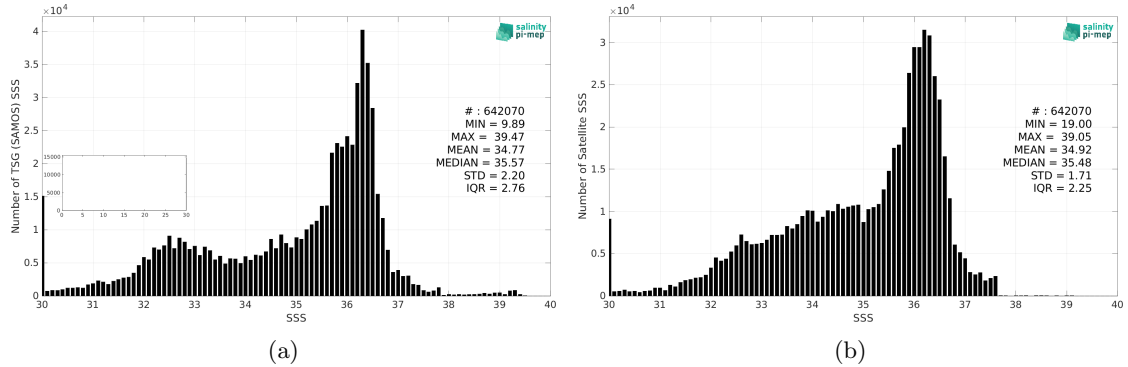 ×10⁴
4
3.5
3
2.5
2
1.5
1
0.5
0
Number of TSG (SAMOS) SSS
salinity
pi-mep
# : 642070
MIN = 9.89
MAX = 39.47
MEAN = 34.77
MEDIAN = 35.57
STD = 2.20
IQR = 2.76
15000
10000
5000
0
0 5 10 15 20 25 30
30 31 32 33 34 35 36 37 38 39 40
SSS
(a)
×10⁴
3
2.5
2
1.5
1
0.5
0
Number of Satellite SSS
salinity
pi-mep
# : 642070
MIN = 19.00
MAX = 39.05
MEAN = 34.92
MEDIAN = 35.48
STD = 1.71
IQR = 2.25
30 31 32 33 34 35 36 37 38 39 40
SSS
(b)